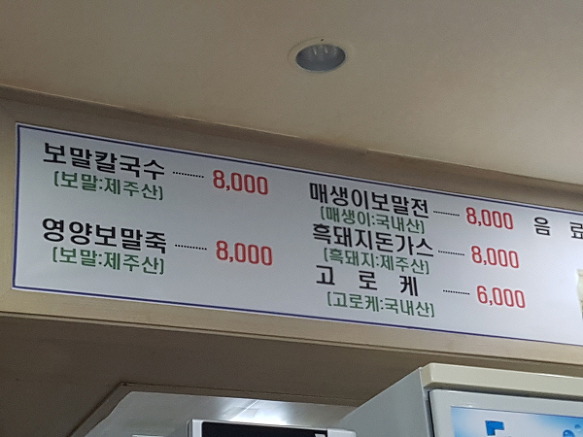 보말칼국수 ........... 8,000
[보말:제주산]
영양보말죽 ........... 8,000
[보말:제주산]
매생이보말전 ......... 8,000
[매생이:국내산]
흑돼지돈가스 ......... 8,000
[흑돼지:제주산]
고 로 케 ......... 6,000
[고로케:국내산]
음 료